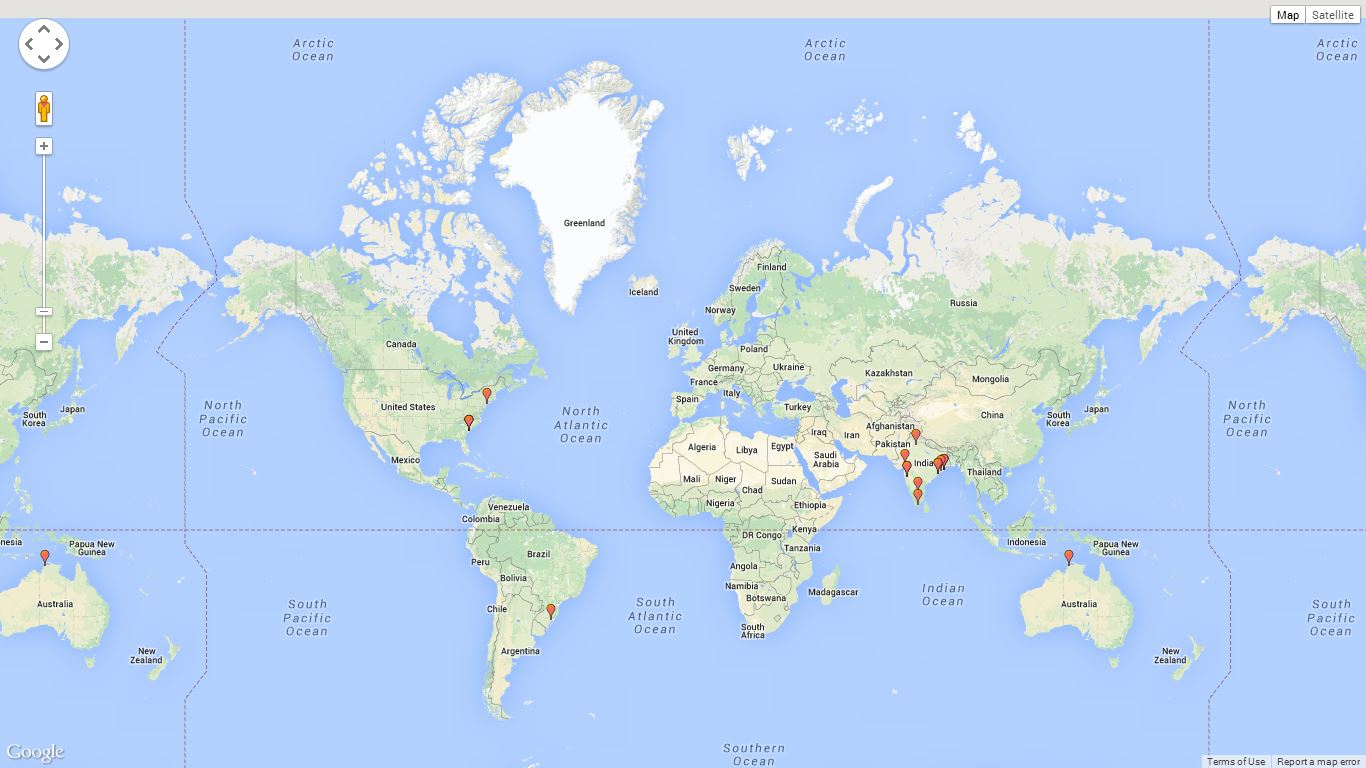 Map
Satellite
Arctic
Ocean
Arctic
Ocean
Arctic
Ocean
Greenland
Iceland
Finland
Sweden
Norway
Russia
United
Kingdom
Canada
Poland
Germany
Ukraine
Kazakhstan
Mongolia
France
Italy
Spain
Turkey
United States
North
Pacific
Ocean
North
Atlantic
Ocean
South
Korea
Japan
China
South
Korea
Japan
North
Pacific
Ocean
Afghanistan
Iraq
Iran
Pakistan
Algeria
Libya
Egypt
Saudi
Arabia
India
Thailand
Mexico
Mali
Niger
Chad
Sudan
Nigeria
Ethiopia
Venezuela
Colombia
Kenya
DR Congo
Tanzania
nesia
Papua New
Guinea
Indonesia
Papua New
Guinea
Brazil
Peru
Bolivia
Angola
Namibia
Botswana
Madagascar
Indian
Ocean
Australia
South
Pacific
Ocean
Chile
South
Atlantic
Ocean
South
Africa
Australia
South
Pacific
Ocean
Argentina
New
Zealand
New
Zealand
Southern
Ocean
Google
Terms of Use
Report a map error